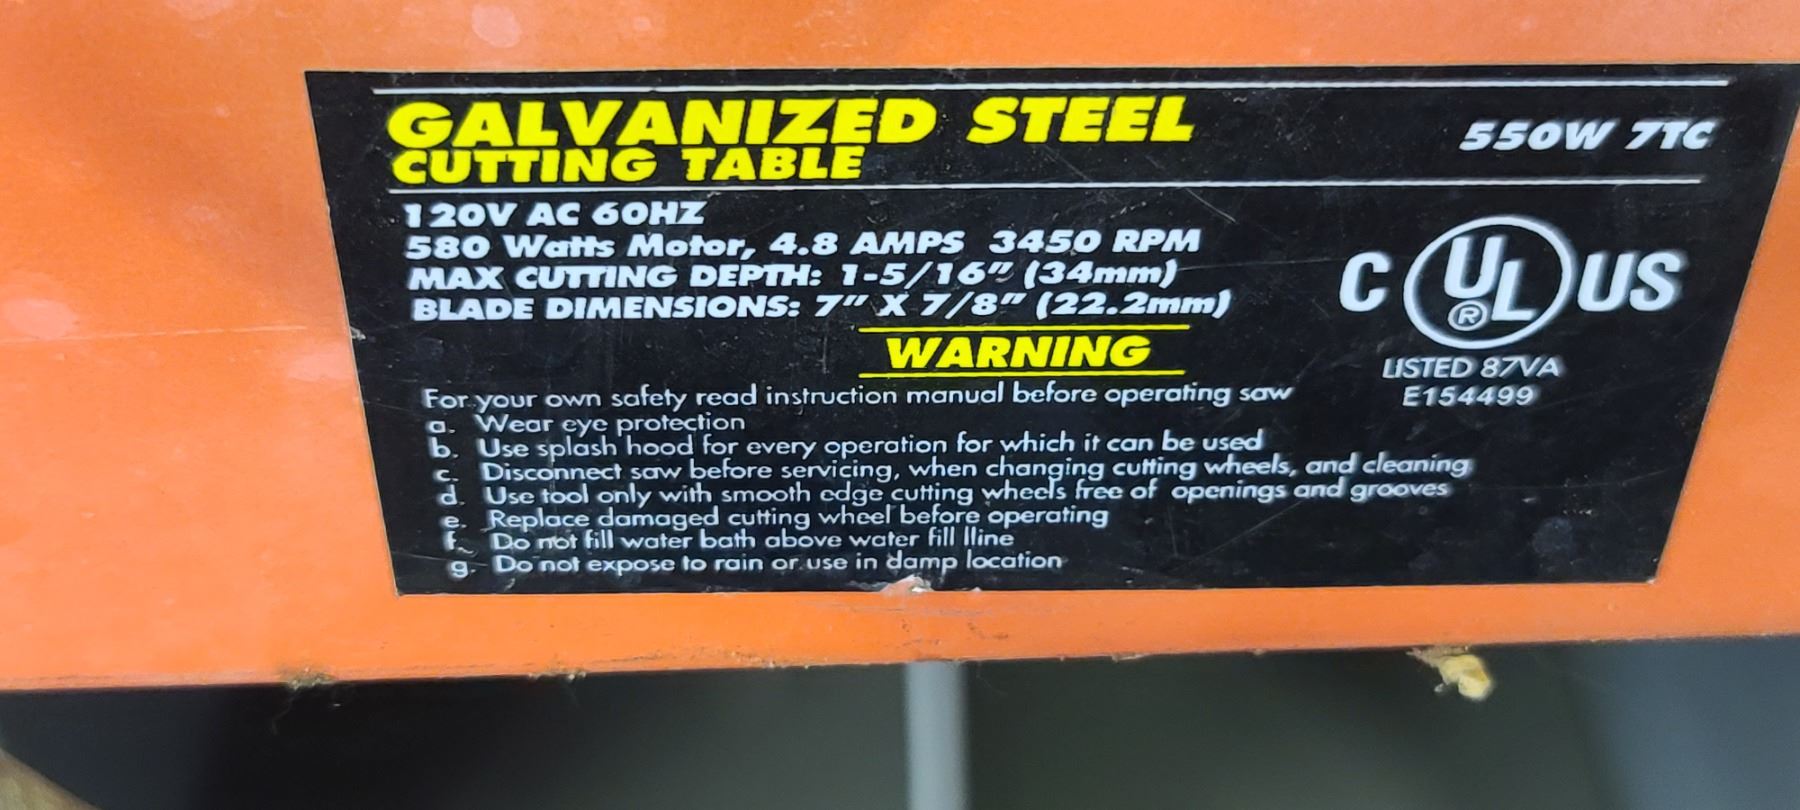 GALVANIZED STEEL
CUTTING TABLE
550W 7TC
120V AC 60HZ
580 Watts Motor, 4.8 AMPS 3450 RPM
MAX CUTTING DEPTH: 1-5/16" (34mm)
BLADE DIMENSIONS: 7" X 7/8" (22.2mm)
C UL® US
LISTED 87VA
E154499
WARNING
For your own safety read instruction manual before operating saw
a. Wear eye protection
b. Use splash hood for every operation for which it can be used
c. Disconnect saw before servicing, when changing cutting wheels, and cleaning
d. Use tool only with smooth edge cutting wheels free of openings and grooves
e. Replace damaged cutting wheel before operating
f. Do not fill water bath above water fill lline
g. Do not expose to rain or use in damp location